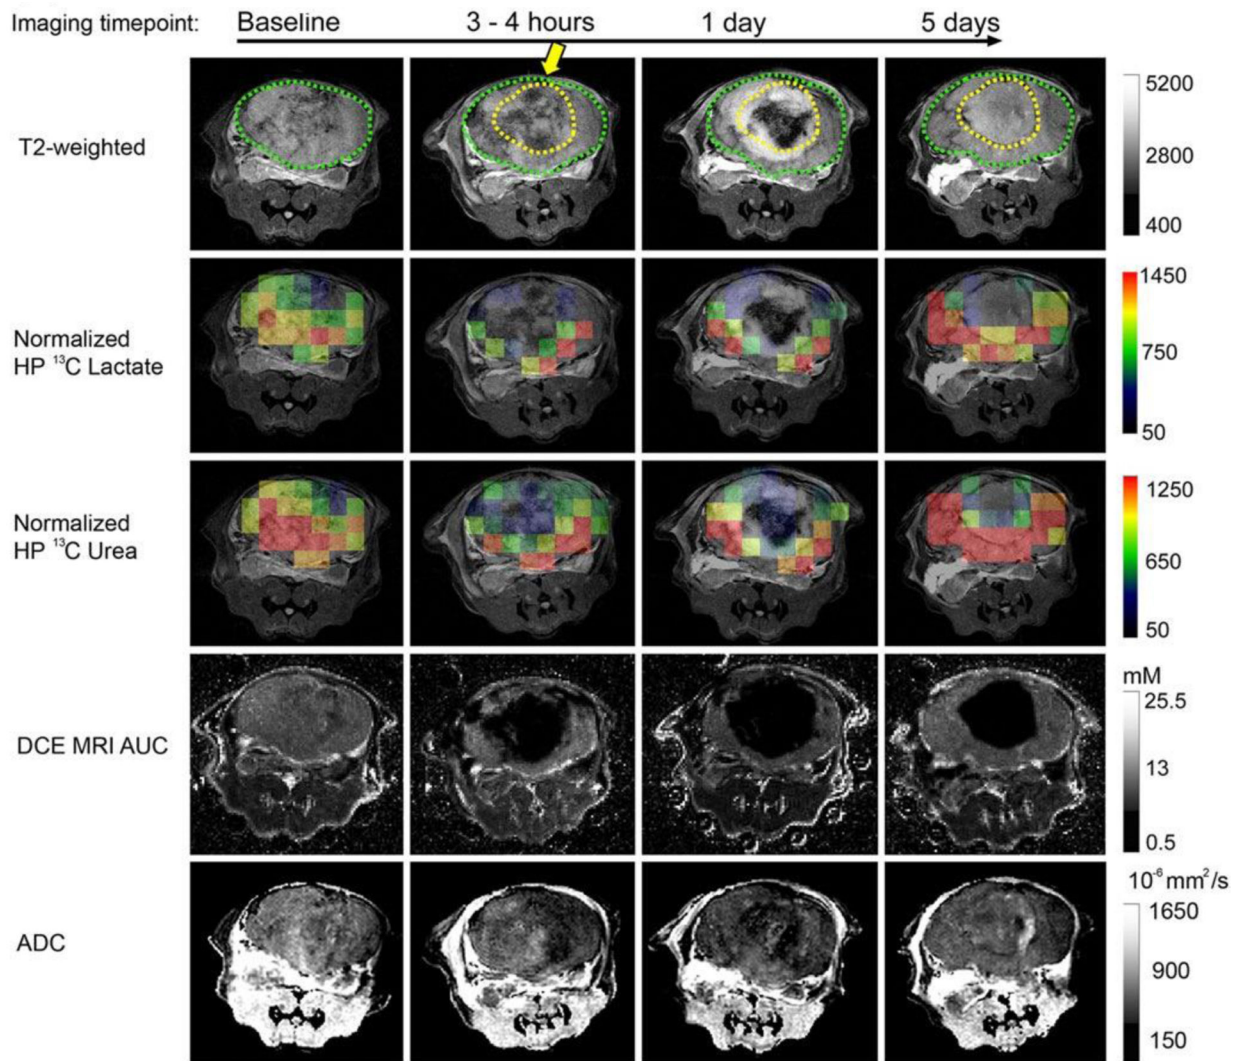 Imaging timepoint: Baseline 3 - 4 hours 1 day 5 days
T2-weighted
5200
2800
400
Normalized
HP ¹³C Lactate
1450
750
50
Normalized
HP ¹³C Urea
1250
650
50
DCE MRI AUC
mM
25.5
13
0.5
ADC
10⁻⁶ mm²/s
1650
900
150